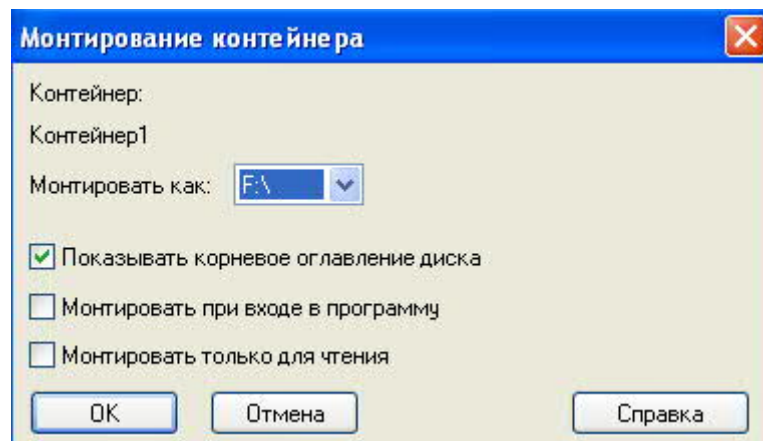 Монтирование контейнера
Контейнер:
Контейнер1
Монтировать как: F:\
Показывать корневое оглавление диска
Монтировать при входе в программу
Монтировать только для чтения
ОК Отмена Справка